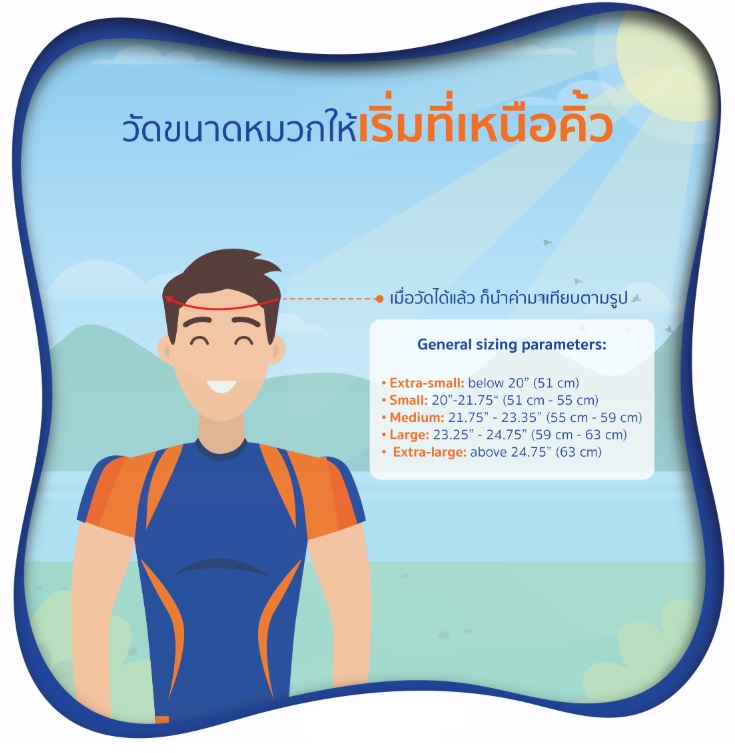 วัดขนาดหมวกให้เริ่มที่เหนือคิ้ว
เมื่อวัดได้แล้ว ก็นำค่ามาเทียบตามรูป
General sizing parameters:
• Extra-small: below 20” (51 cm)
• Small: 20”-21.75“ (51 cm - 55 cm)
• Medium: 21.75” - 23.35” (55 cm - 59 cm)
• Large: 23.25” - 24.75” (59 cm - 63 cm)
• Extra-large: above 24.75” (63 cm)